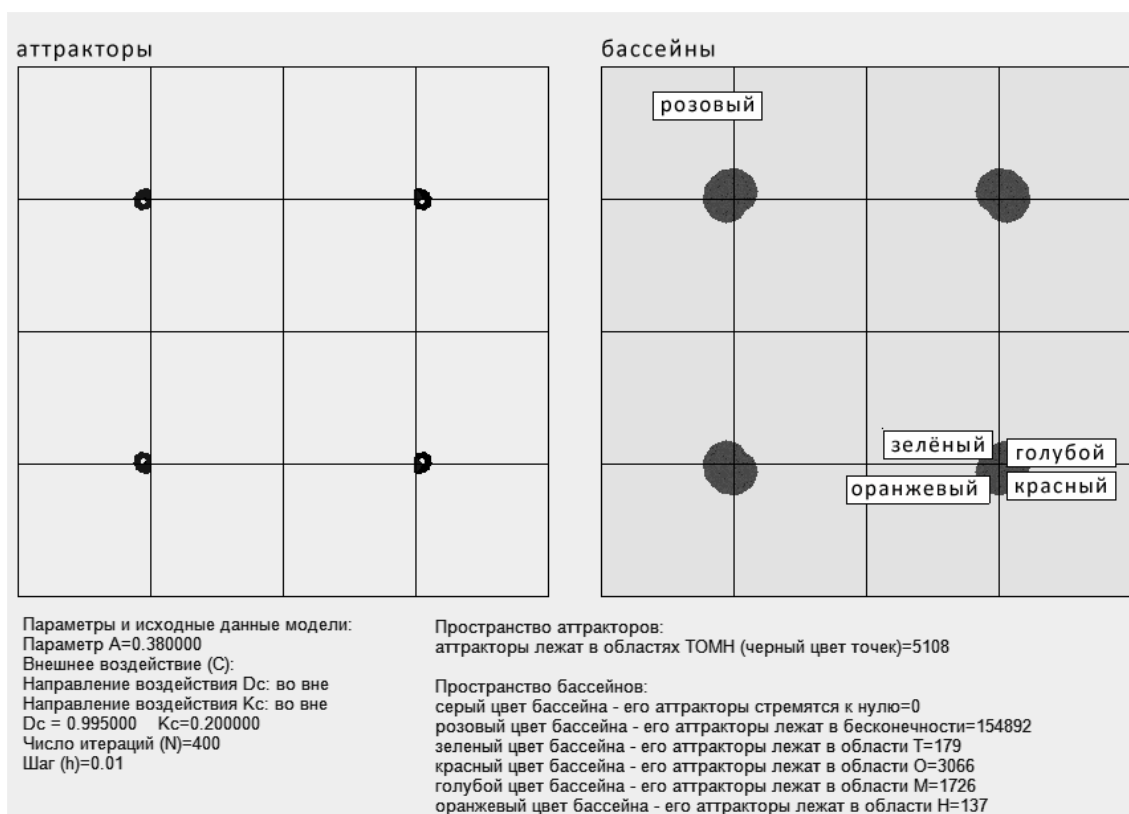 аттракторы
бассейны
розовый
зелёный
голубой
оранжевый
красный
Параметры и исходные данные модели:
Параметр А=0.380000
Внешнее воздействие (С):
Направление воздействия Dc: во вне
Направление воздействия Kc: во вне
Dc = 0.995000 Kc=0.200000
Число итераций (N)=400
Шаг (h)=0.01
Пространство аттракторов:
аттракторы лежат в областях ТОМН (черный цвет точек)=5108
Пространство бассейнов:
серый цвет бассейна - его аттракторы стремятся к нулю=0
розовый цвет бассейна - его аттракторы лежат в бесконечности=154892
зеленый цвет бассейна - его аттракторы лежат в области Т=179
красный цвет бассейна - его аттракторы лежат в области О=3066
голубой цвет бассейна - его аттракторы лежат в области М=1726
оранжевый цвет бассейна - его аттракторы лежат в области Н=137